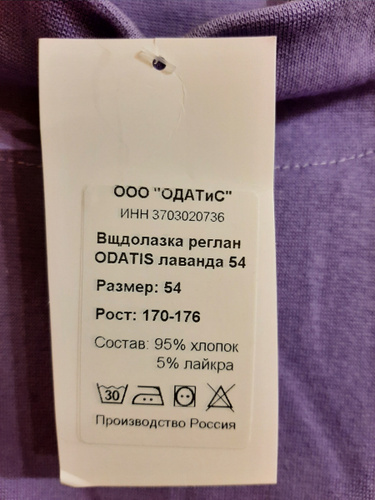 ООО "ОДАТиС"
ИНН 3703020736
Вщдолазка реглан
ODATIS лаванда 54
Размер: 54
Рост: 170-176
Состав: 95% хлопок
5% лайкра
30
Производство Россия